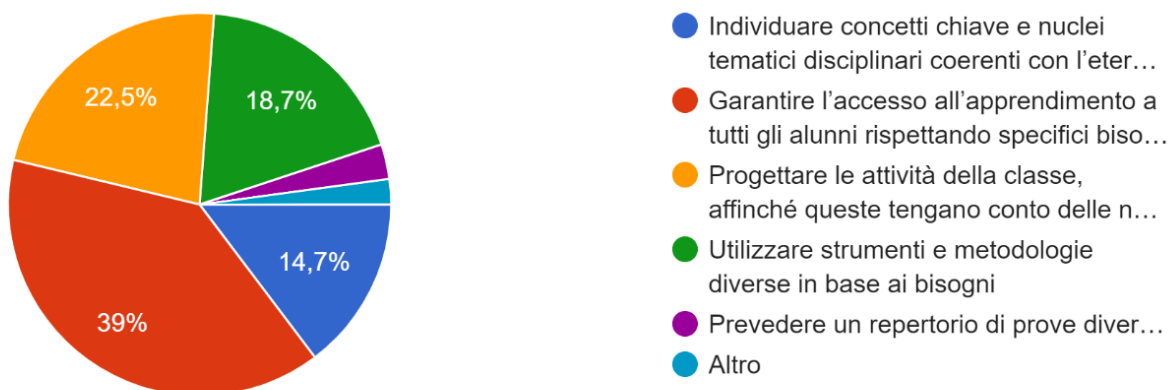 22,5%
18,7%
14,7%
39%
Individuare concetti chiave e nuclei
tematici disciplinari coerenti con l’eter…
Garantire l’accesso all’apprendimento a
tutti gli alunni rispettando specifici biso…
Progettare le attività della classe,
affinché queste tengano conto delle n…
Utilizzare strumenti e metodologie
diverse in base ai bisogni
Prevedere un repertorio di prove diver…
Altro